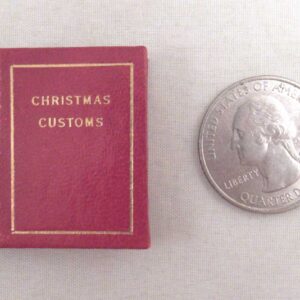 CHRISTMAS
CUSTOMS
UNITED STATES OF
LIBERTY
QUARTER